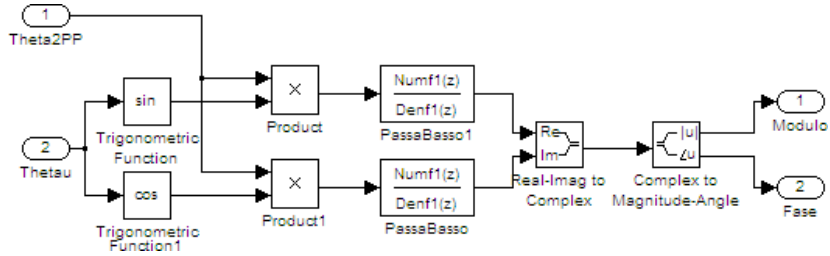 1
Theta2PP
sin
Trigonometric
Function
×
Product
Numf1(z)
Denf1(z)
PassaBasso1
2
Thetau
cos
Trigonometric
Function1
×
Product1
Numf1(z)
Denf1(z)
PassaBasso
Re
Im
Real-Imag to
Complex
|u|
∠u
Complex to
Magnitude-Angle
1
Modulo
2
Fase